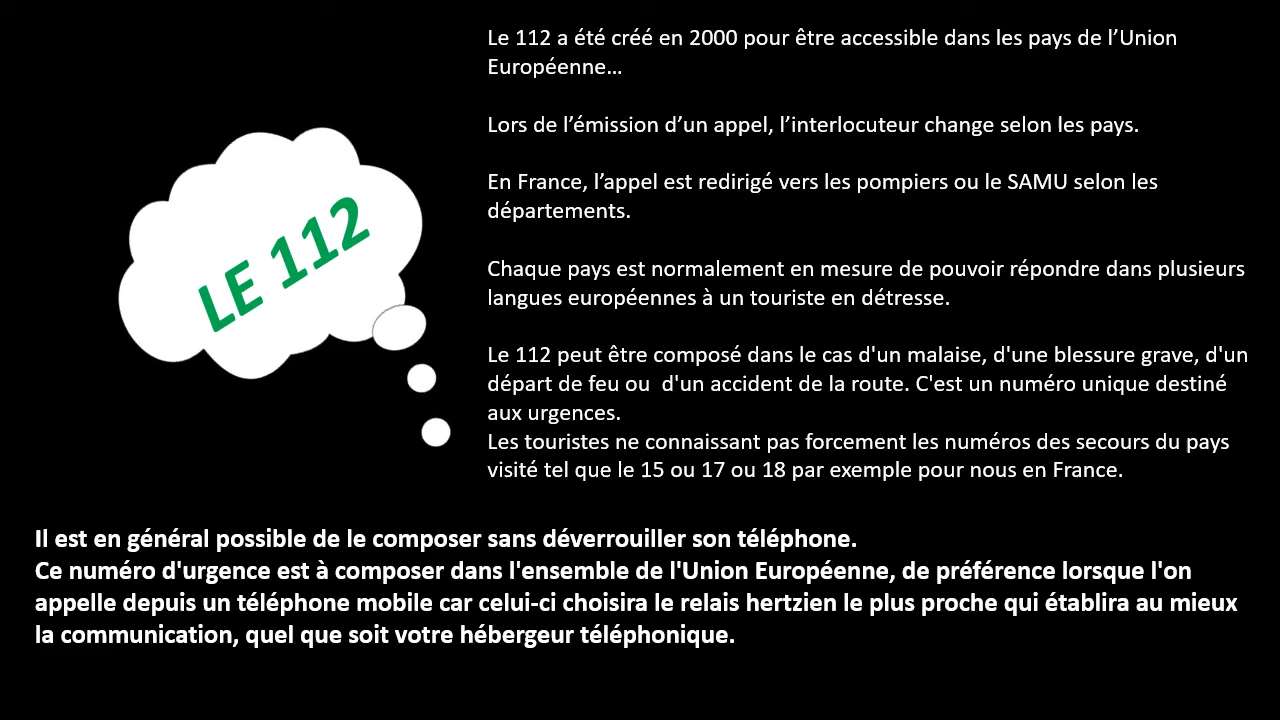 LE 112
Le 112 a été créé en 2000 pour être accessible dans les pays de l’Union
Européenne…
Lors de l’émission d’un appel, l’interlocuteur change selon les pays.
En France, l’appel est redirigé vers les pompiers ou le SAMU selon les
départements.
Chaque pays est normalement en mesure de pouvoir répondre dans plusieurs
langues européennes à un touriste en détresse.
Le 112 peut être composé dans le cas d'un malaise, d'une blessure grave, d'un
départ de feu ou  d'un accident de la route. C'est un numéro unique destiné
aux urgences.
Les touristes ne connaissant pas forcement les numéros des secours du pays
visité tel que le 15 ou 17 ou 18 par exemple pour nous en France.
Il est en général possible de le composer sans déverrouiller son téléphone.
Ce numéro d'urgence est à composer dans l'ensemble de l'Union Européenne, de préférence lorsque l'on
appelle depuis un téléphone mobile car celui-ci choisira le relais hertzien le plus proche qui établira au mieux
la communication, quel que soit votre hébergeur téléphonique.